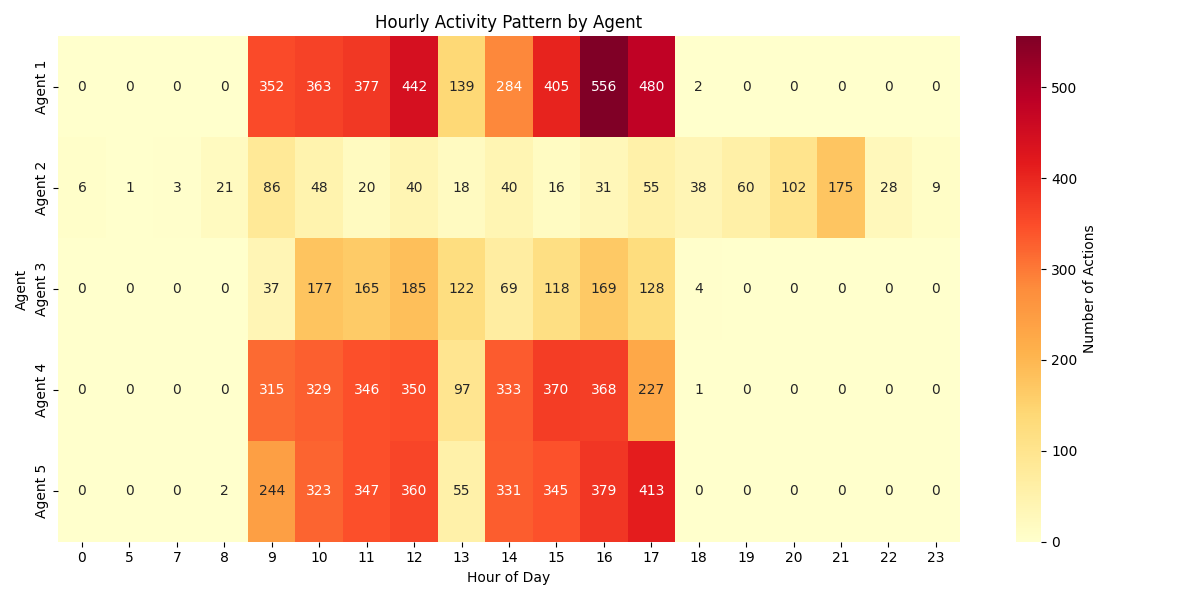 Hourly Activity Pattern by Agent
Agent
Agent 1 0 0 0 0 352 363 377 442 139 284 405 556 480 2 0 0 0 0 0
Agent 2 6 1 3 21 86 48 20 40 18 40 16 31 55 38 60 102 175 28 9
Agent 3 0 0 0 0 37 177 165 185 122 69 118 169 128 4 0 0 0 0 0
Agent 4 0 0 0 0 315 329 346 350 97 333 370 368 227 1 0 0 0 0 0
Agent 5 0 0 0 2 244 323 347 360 55 331 345 379 413 0 0 0 0 0 0
0 5 7 8 9 10 11 12 13 14 15 16 17 18 19 20 21 22 23
Hour of Day
500
400
300
200
100
0
Number of Actions